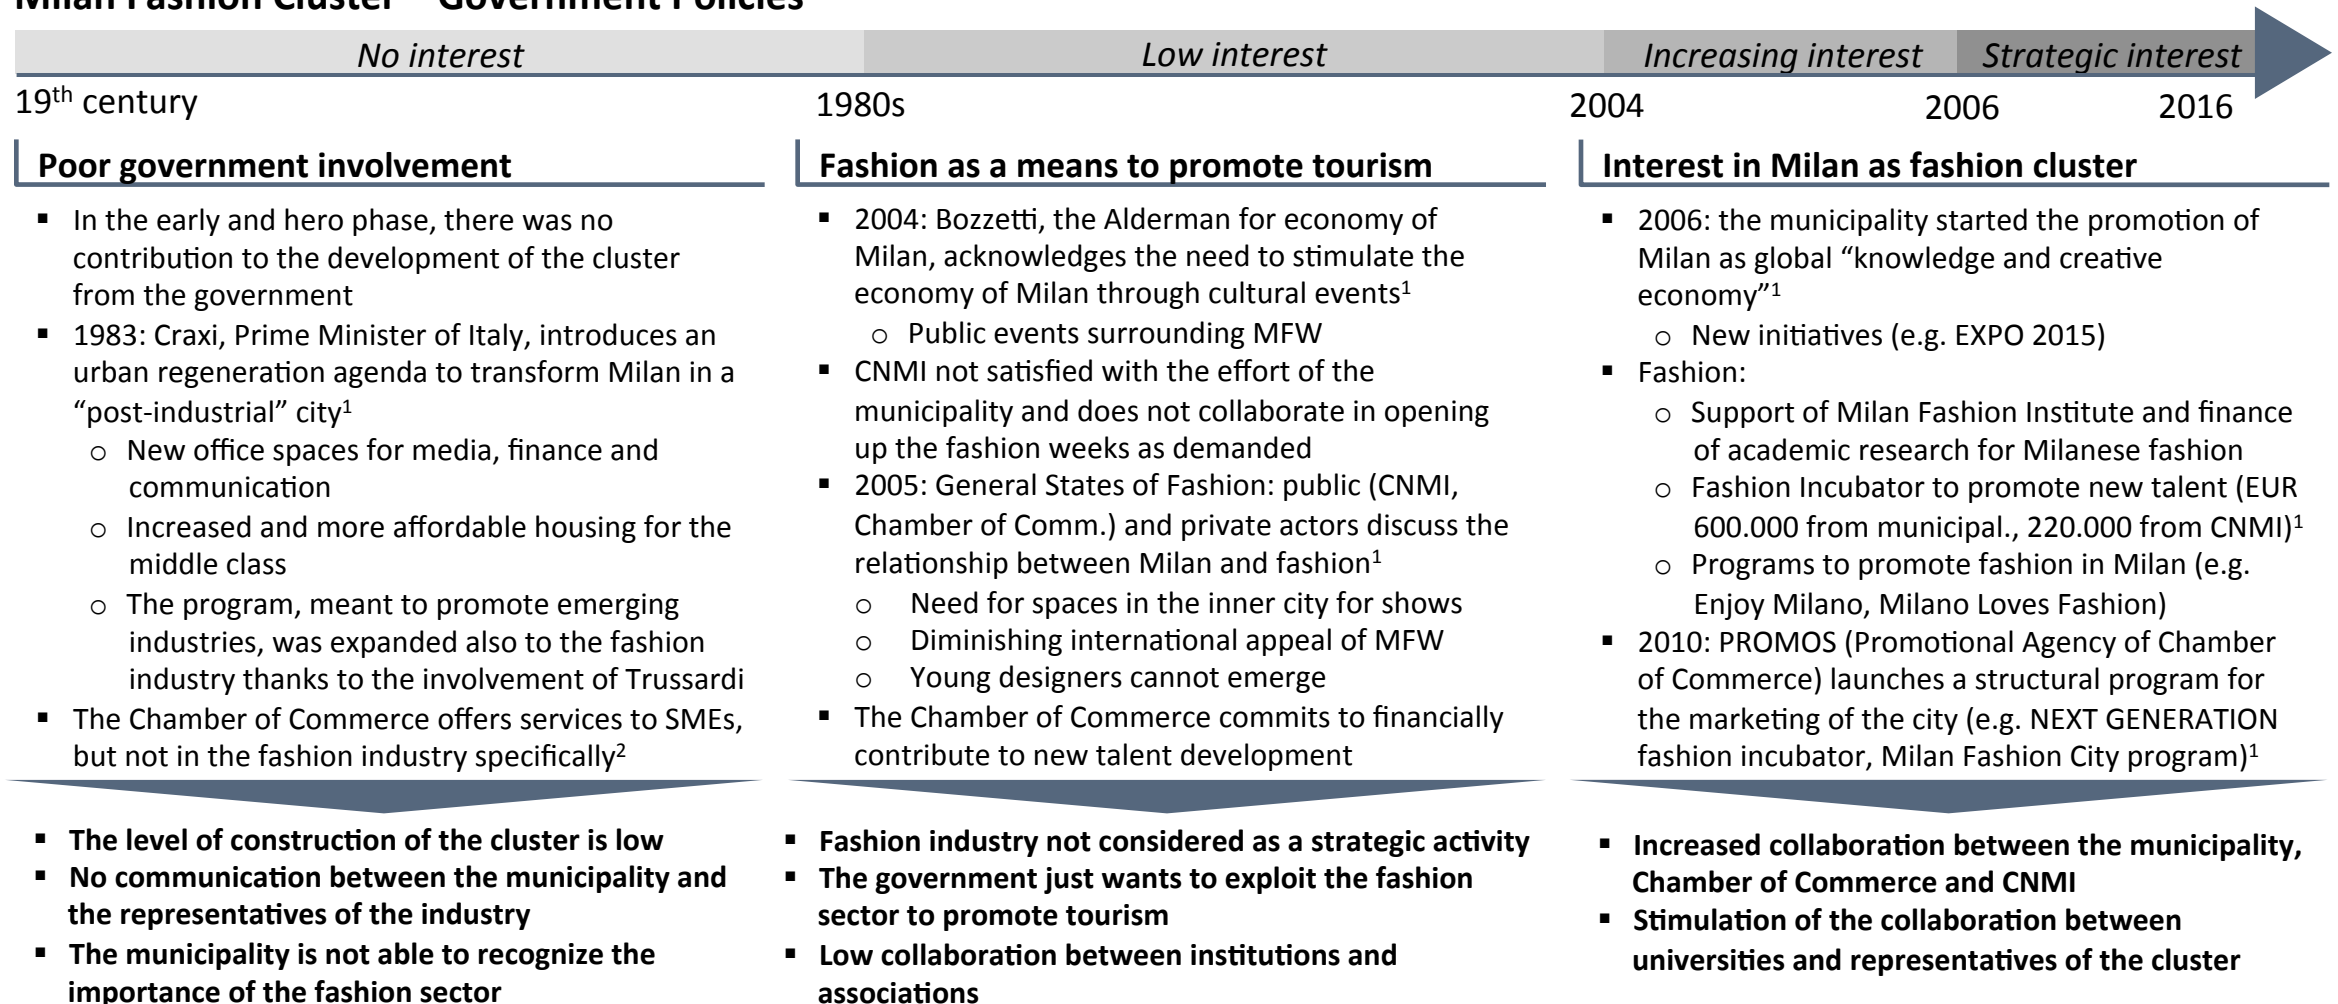 Milan Fashion Cluster – Government Policies
No interest
Low interest
Increasing interest
Strategic interest
19th century
1980s
2004
2006
2016
Poor government involvement
▪ In the early and hero phase, there was no
contribution to the development of the cluster
from the government
▪ 1983: Craxi, Prime Minister of Italy, introduces an
urban regeneration agenda to transform Milan in a
“post-industrial” city1
o New office spaces for media, finance and
communication
o Increased and more affordable housing for the
middle class
o The program, meant to promote emerging
industries, was expanded also to the fashion
industry thanks to the involvement of Trussardi
▪ The Chamber of Commerce offers services to SMEs,
but not in the fashion industry specifically2
▪ The level of construction of the cluster is low
▪ No communication between the municipality and
the representatives of the industry
▪ The municipality is not able to recognize the
importance of the fashion sector
Fashion as a means to promote tourism
▪ 2004: Bozzetti, the Alderman for economy of
Milan, acknowledges the need to stimulate the
economy of Milan through cultural events1
o Public events surrounding MFW
▪ CNMI not satisfied with the effort of the
municipality and does not collaborate in opening
up the fashion weeks as demanded
▪ 2005: General States of Fashion: public (CNMI,
Chamber of Comm.) and private actors discuss the
relationship between Milan and fashion1
o Need for spaces in the inner city for shows
o Diminishing international appeal of MFW
o Young designers cannot emerge
▪ The Chamber of Commerce commits to financially
contribute to new talent development
▪ Fashion industry not considered as a strategic activity
▪ The government just wants to exploit the fashion
sector to promote tourism
▪ Low collaboration between institutions and
associations
Interest in Milan as fashion cluster
▪ 2006: the municipality started the promotion of
Milan as global “knowledge and creative
economy”1
o New initiatives (e.g. EXPO 2015)
▪ Fashion:
o Support of Milan Fashion Institute and finance
of academic research for Milanese fashion
o Fashion Incubator to promote new talent (EUR
600.000 from municipal., 220.000 from CNMI)1
o Programs to promote fashion in Milan (e.g.
Enjoy Milano, Milano Loves Fashion)
▪ 2010: PROMOS (Promotional Agency of Chamber
of Commerce) launches a structural program for
the marketing of the city (e.g. NEXT GENERATION
fashion incubator, Milan Fashion City program)1
▪ Increased collaboration between the municipality,
Chamber of Commerce and CNMI
▪ Stimulation of the collaboration between
universities and representatives of the cluster